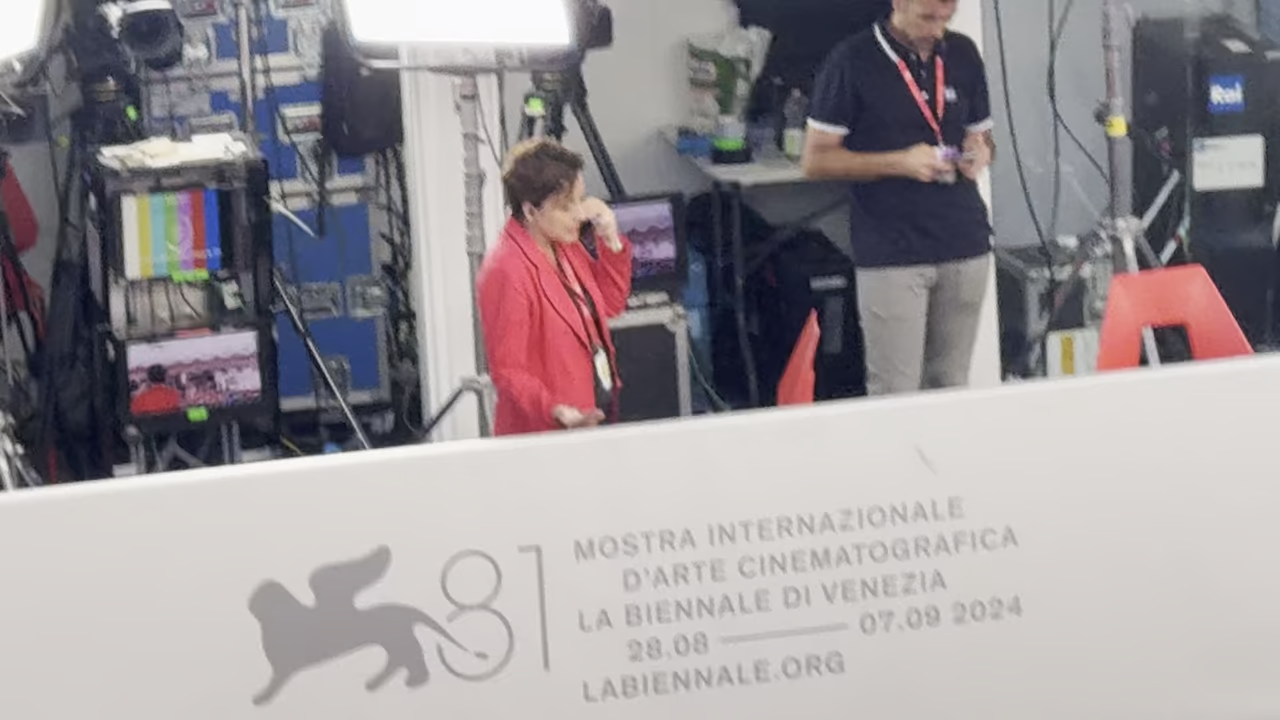 Rai
81
MOSTRA INTERNAZIONALE
D'ARTE CINEMATOGRAFICA
LA BIENNALE DI VENEZIA
28.08 — 07.09 2024
LABIENNALE.ORG